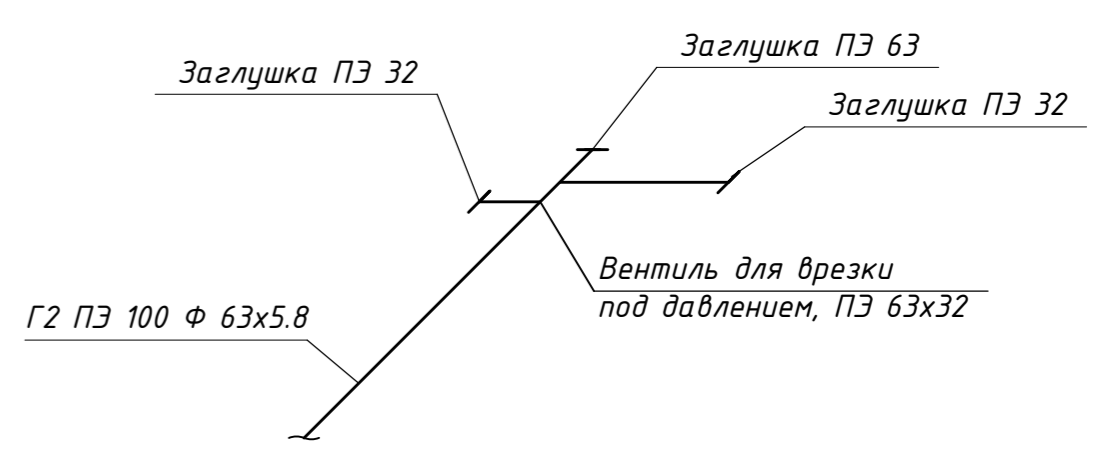 Заглушка ПЭ 63
Заглушка ПЭ 32
Заглушка ПЭ 32
Вентиль для врезки
под давлением, ПЭ 63х32
Г2 ПЭ 100 Ф 63х5.8